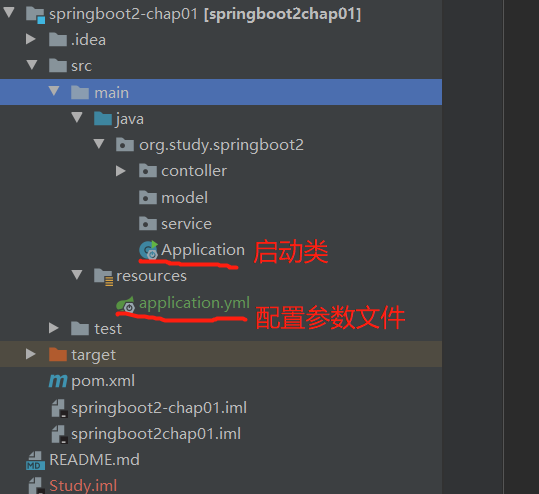 springboot2-chap01 [springboot2chap01]
.idea
src
main
java
org.study.springboot2
contoller
model
service
Application 启动类
resources
application.yml 配置参数文件
test
target
m pom.xml
springboot2-chap01.iml
springboot2chap01.iml
MD README.md
Study.iml